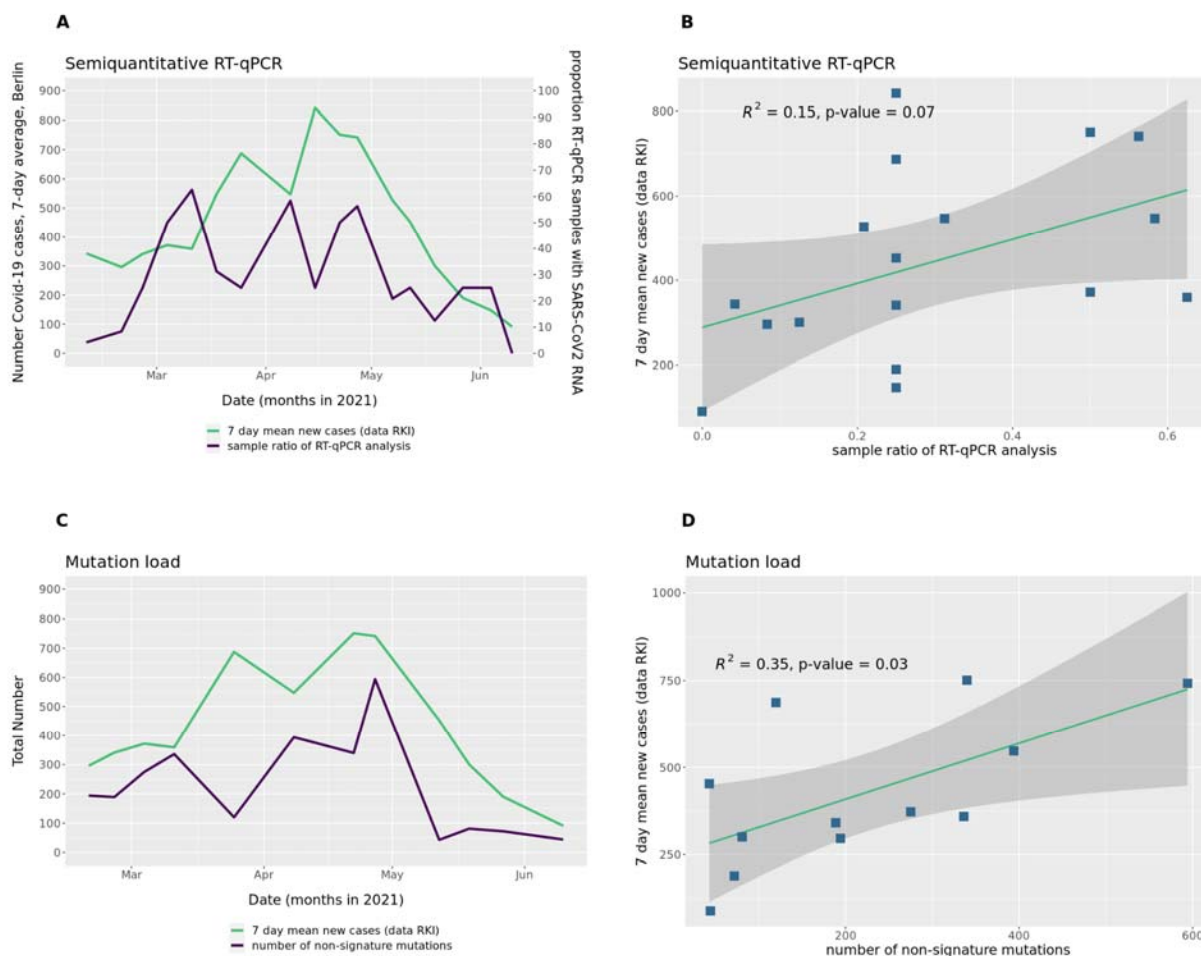 A
Semiquantitative RT-qPCR
Number Covid-19 cases, 7-day average, Berlin
900
800
700
600
500
400
300
200
100
0
100
90
80
70
60
50
40
30
20
10
0
proportion RT-qPCR samples with SARS-CoV2 RNA
Mar
Apr
May
Jun
Date (months in 2021)
7 day mean new cases (data RKI)
sample ratio of RT-qPCR analysis
B
Semiquantitative RT-qPCR
R² = 0.15, p-value = 0.07
7 day mean new cases (data RKI)
800
600
400
200
0.0
0.2
0.4
0.6
sample ratio of RT-qPCR analysis
C
Mutation load
Total Number
900
800
700
600
500
400
300
200
100
0
Mar
Apr
May
Jun
Date (months in 2021)
7 day mean new cases (data RKI)
number of non-signature mutations
D
Mutation load
R² = 0.35, p-value = 0.03
7 day mean new cases (data RKI)
1000
750
500
250
200
400
600
number of non-signature mutations